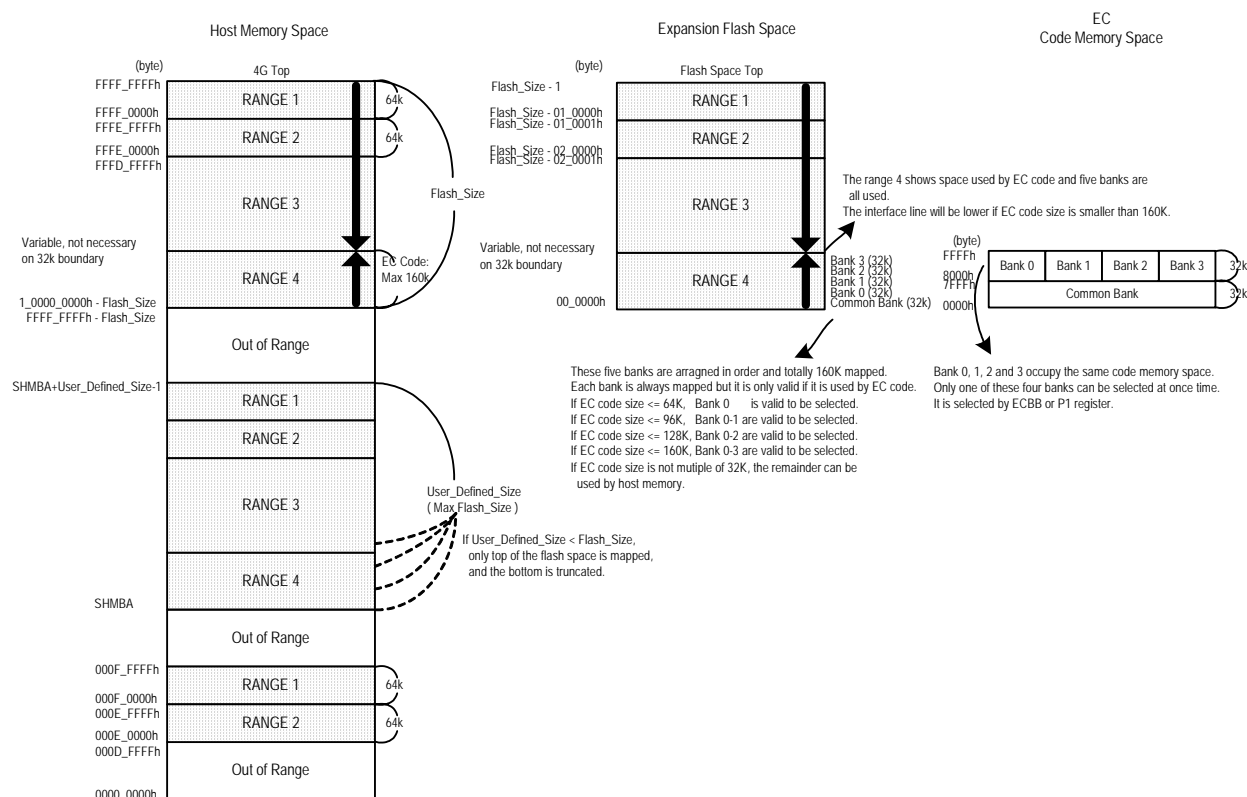 Host Memory Space
(byte)
4G Top
FFFF_FFFFh
RANGE 1
64k
FFFF_0000h
FFFE_FFFFh
RANGE 2
64k
FFFE_0000h
FFFD_FFFFh
RANGE 3
Flash_Size
Variable, not necessary
on 32k boundary
EC Code:
Max 160k
RANGE 4
1_0000_0000h - Flash_Size
FFFF_FFFFh - Flash_Size
Out of Range
SHMBA+User_Defined_Size-1
RANGE 1
RANGE 2
RANGE 3
User_Defined_Size
( Max Flash_Size )
If User_Defined_Size < Flash_Size,
only top of the flash space is mapped,
and the bottom is truncated.
RANGE 4
SHMBA
Out of Range
000F_FFFFh
RANGE 1
64k
000F_0000h
000E_FFFFh
RANGE 2
64k
000E_0000h
000D_FFFFh
Out of Range
0000_0000h
Expansion Flash Space
(byte)
Flash Space Top
Flash_Size - 1
RANGE 1
Flash_Size - 01_0000h
Flash_Size - 01_0001h
RANGE 2
Flash_Size - 02_0000h
Flash_Size - 02_0001h
RANGE 3
The range 4 shows space used by EC code and five banks are
all used.
The interface line will be lower if EC code size is smaller than 160K.
Variable, not necessary
on 32k boundary
RANGE 4
Bank 3 (32k)
Bank 2 (32k)
Bank 1 (32k)
Bank 0 (32k)
Common Bank (32k)
00_0000h
These five banks are arragned in order and totally 160K mapped.
Each bank is always mapped but it is only valid if it is used by EC code.
If EC code size <= 64K, Bank 0 is valid to be selected.
If EC code size <= 96K, Bank 0-1 are valid to be selected.
If EC code size <= 128K, Bank 0-2 are valid to be selected.
If EC code size <= 160K, Bank 0-3 are valid to be selected.
If EC code size is not mutiple of 32K, the remainder can be
used by host memory.
EC
Code Memory Space
(byte)
FFFFh
Bank 0 Bank 1 Bank 2 Bank 3
32k
8000h
7FFFh
Common Bank
32k
0000h
Bank 0, 1, 2 and 3 occupy the same code memory space.
Only one of these four banks can be selected at once time.
It is selected by ECBB or P1 register.